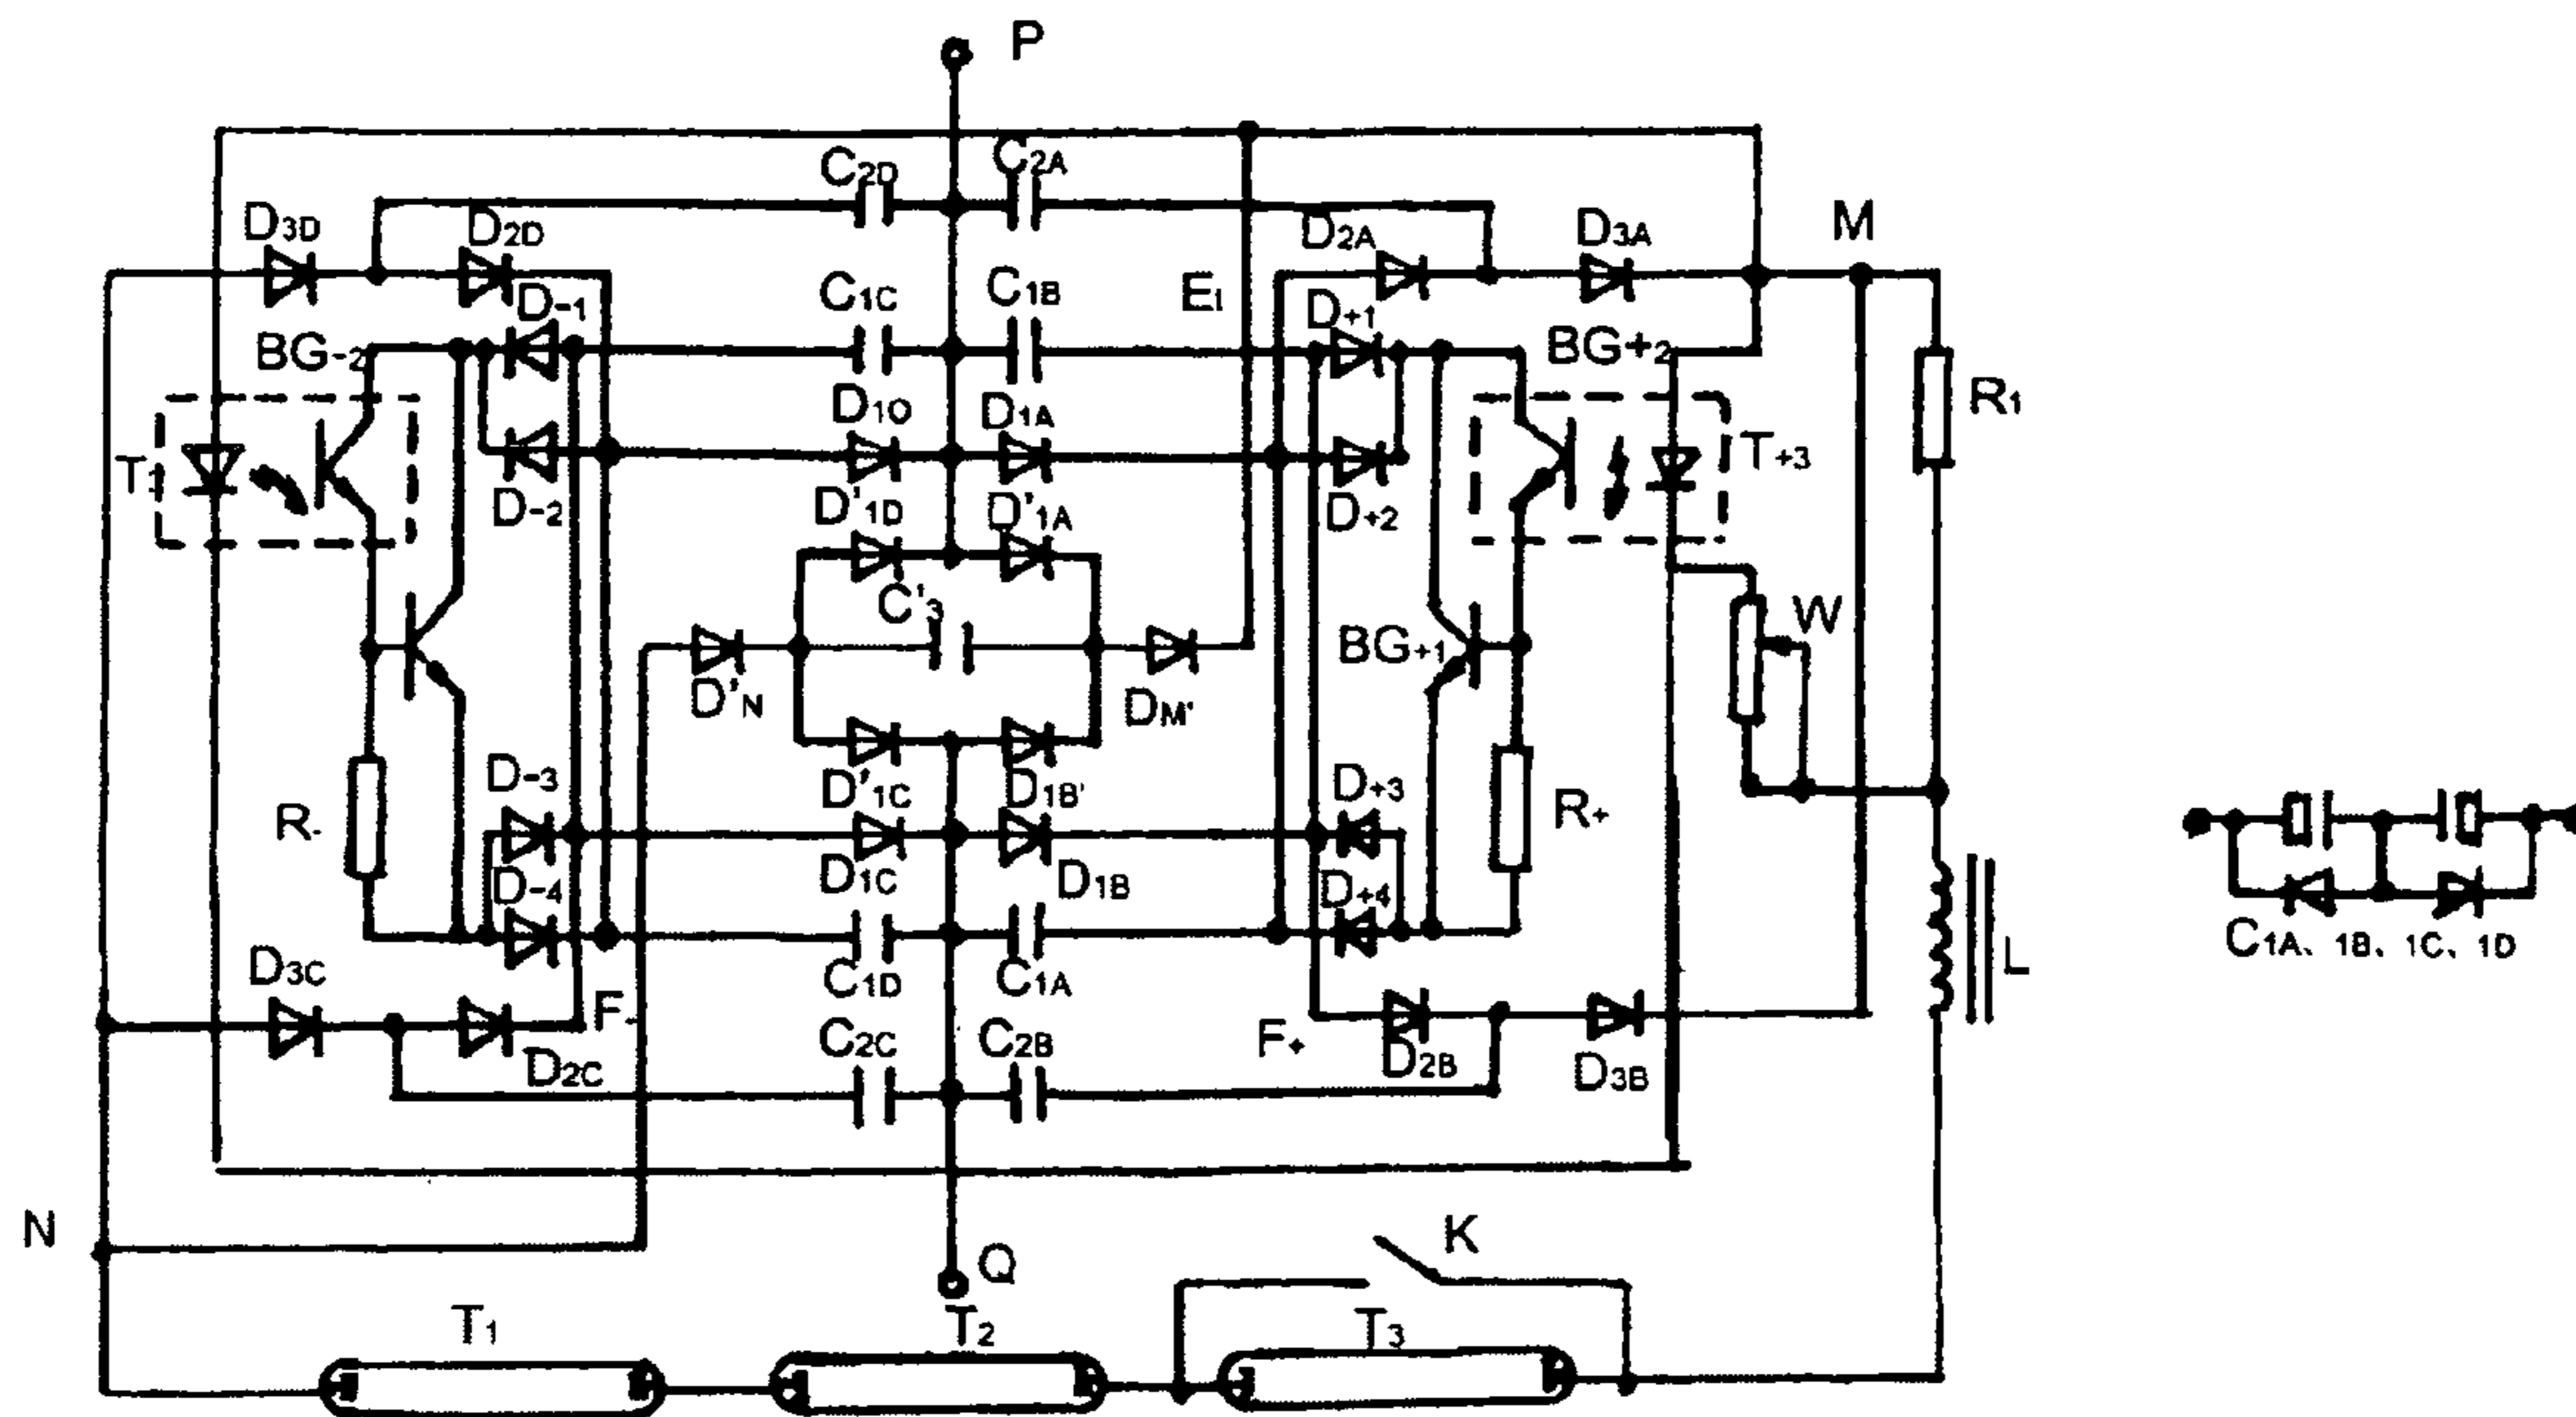 P
C2D C2A
D3D D2D D2A D3A M
D-1 C1C C1B EI D+1
BG-2 BG+2
D1O D1A R1
T+3
D-2 D'1D D'1A D+2
C'3
W
BG+1
D'N DM'
D-3 D'1C D1B' D+3
R- R+
D-4 D1C D1B D+4
C1A、1B、1C、1D
D3C C1D C1A L
F- C2C C2B F+
D2C D2B D3B
N K
Q
T1 T2 T3